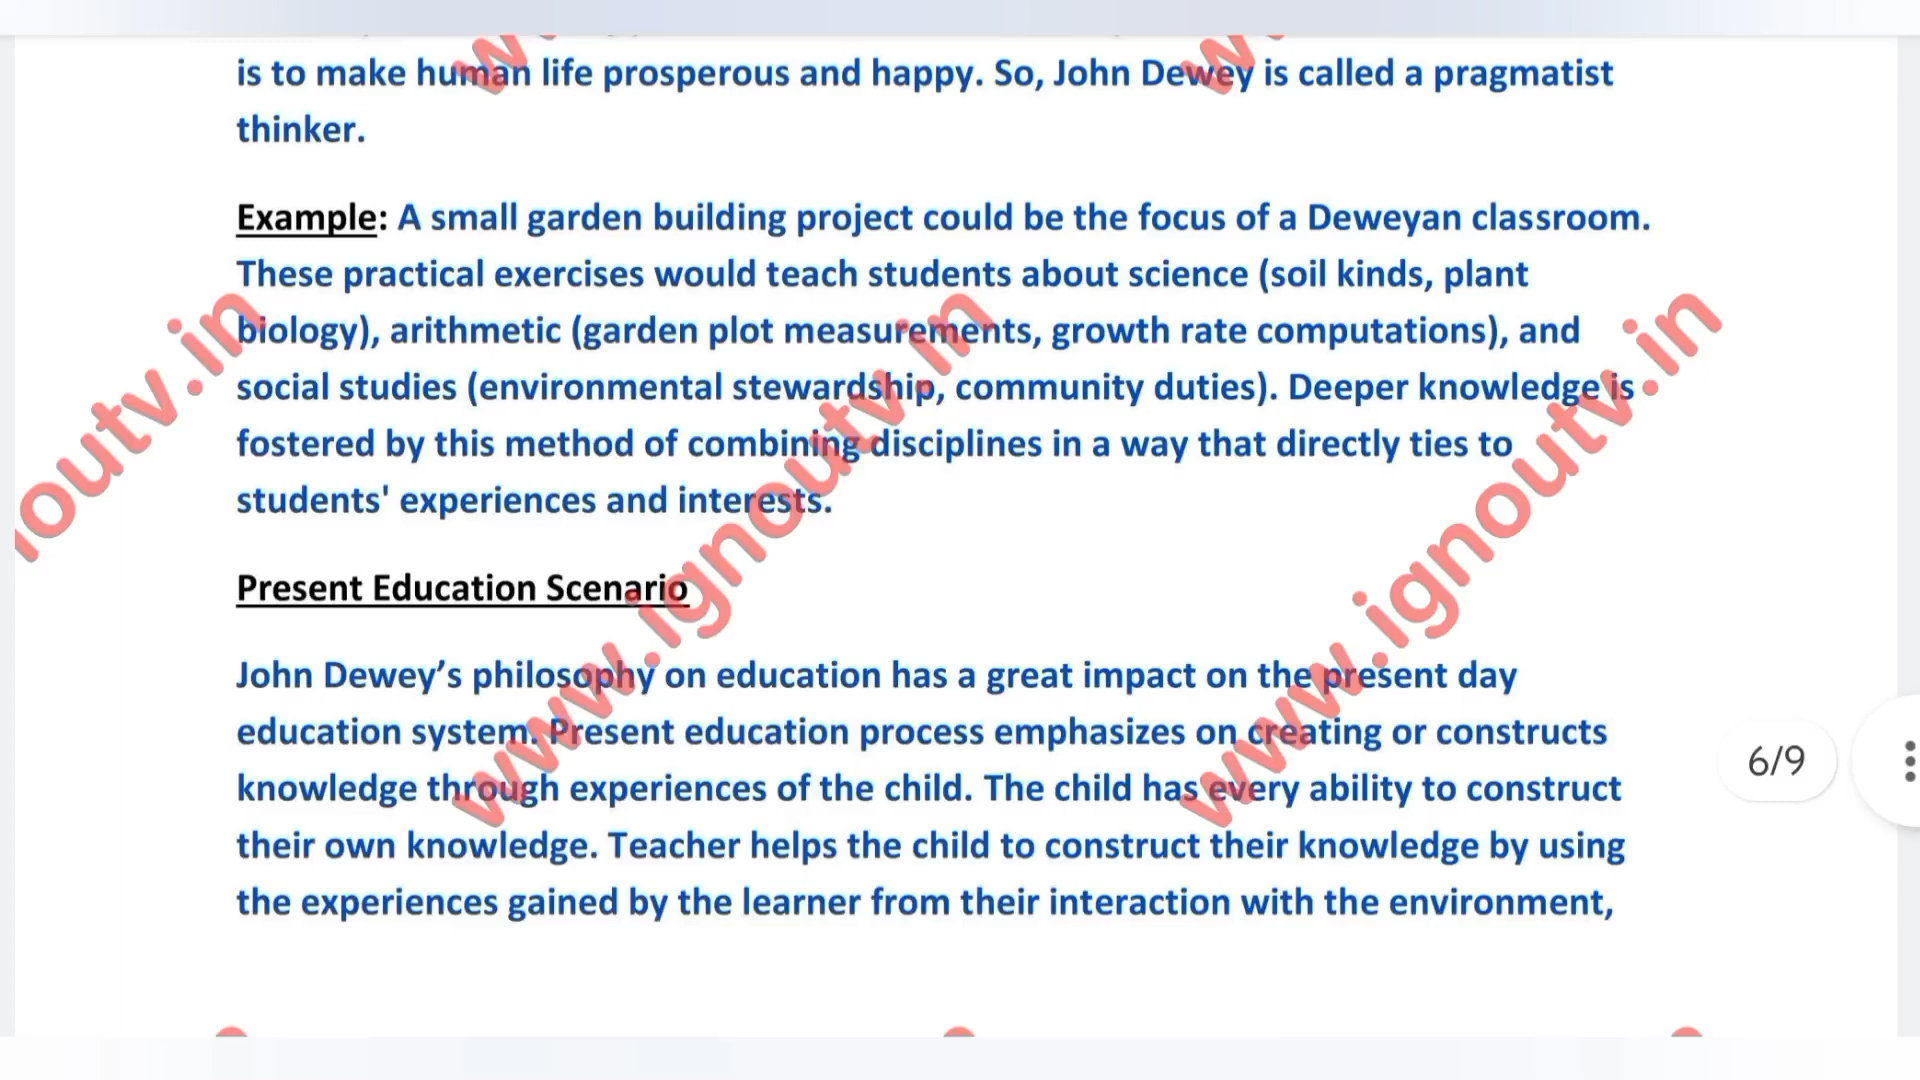 is to make human life prosperous and happy. So, John Dewey is called a pragmatist
thinker.
Example: A small garden building project could be the focus of a Deweyan classroom.
These practical exercises would teach students about science (soil kinds, plant
biology), arithmetic (garden plot measurements, growth rate computations), and
social studies (environmental stewardship, community duties). Deeper knowledge is
fostered by this method of combining disciplines in a way that directly ties to
students' experiences and interests.
Present Education Scenario
John Dewey’s philosophy on education has a great impact on the present day
education system. Present education process emphasizes on creating or constructs
knowledge through experiences of the child. The child has every ability to construct
their own knowledge. Teacher helps the child to construct their knowledge by using
the experiences gained by the learner from their interaction with the environment,
6/9
outv.in
www.ignoutv.in
www.ignoutv.in